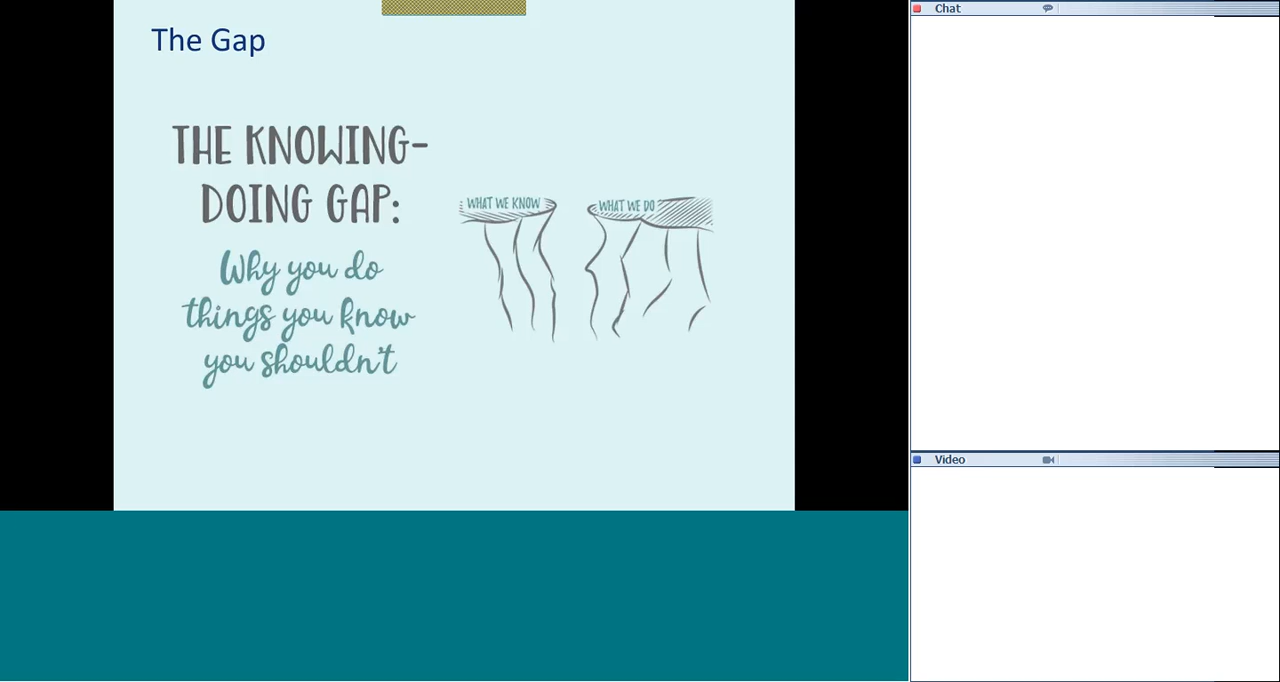 The Gap
THE KNOWING-
DOING GAP:
Why you do
things you know
you shouldn't
WHAT WE KNOW
WHAT WE DO
Chat
Video